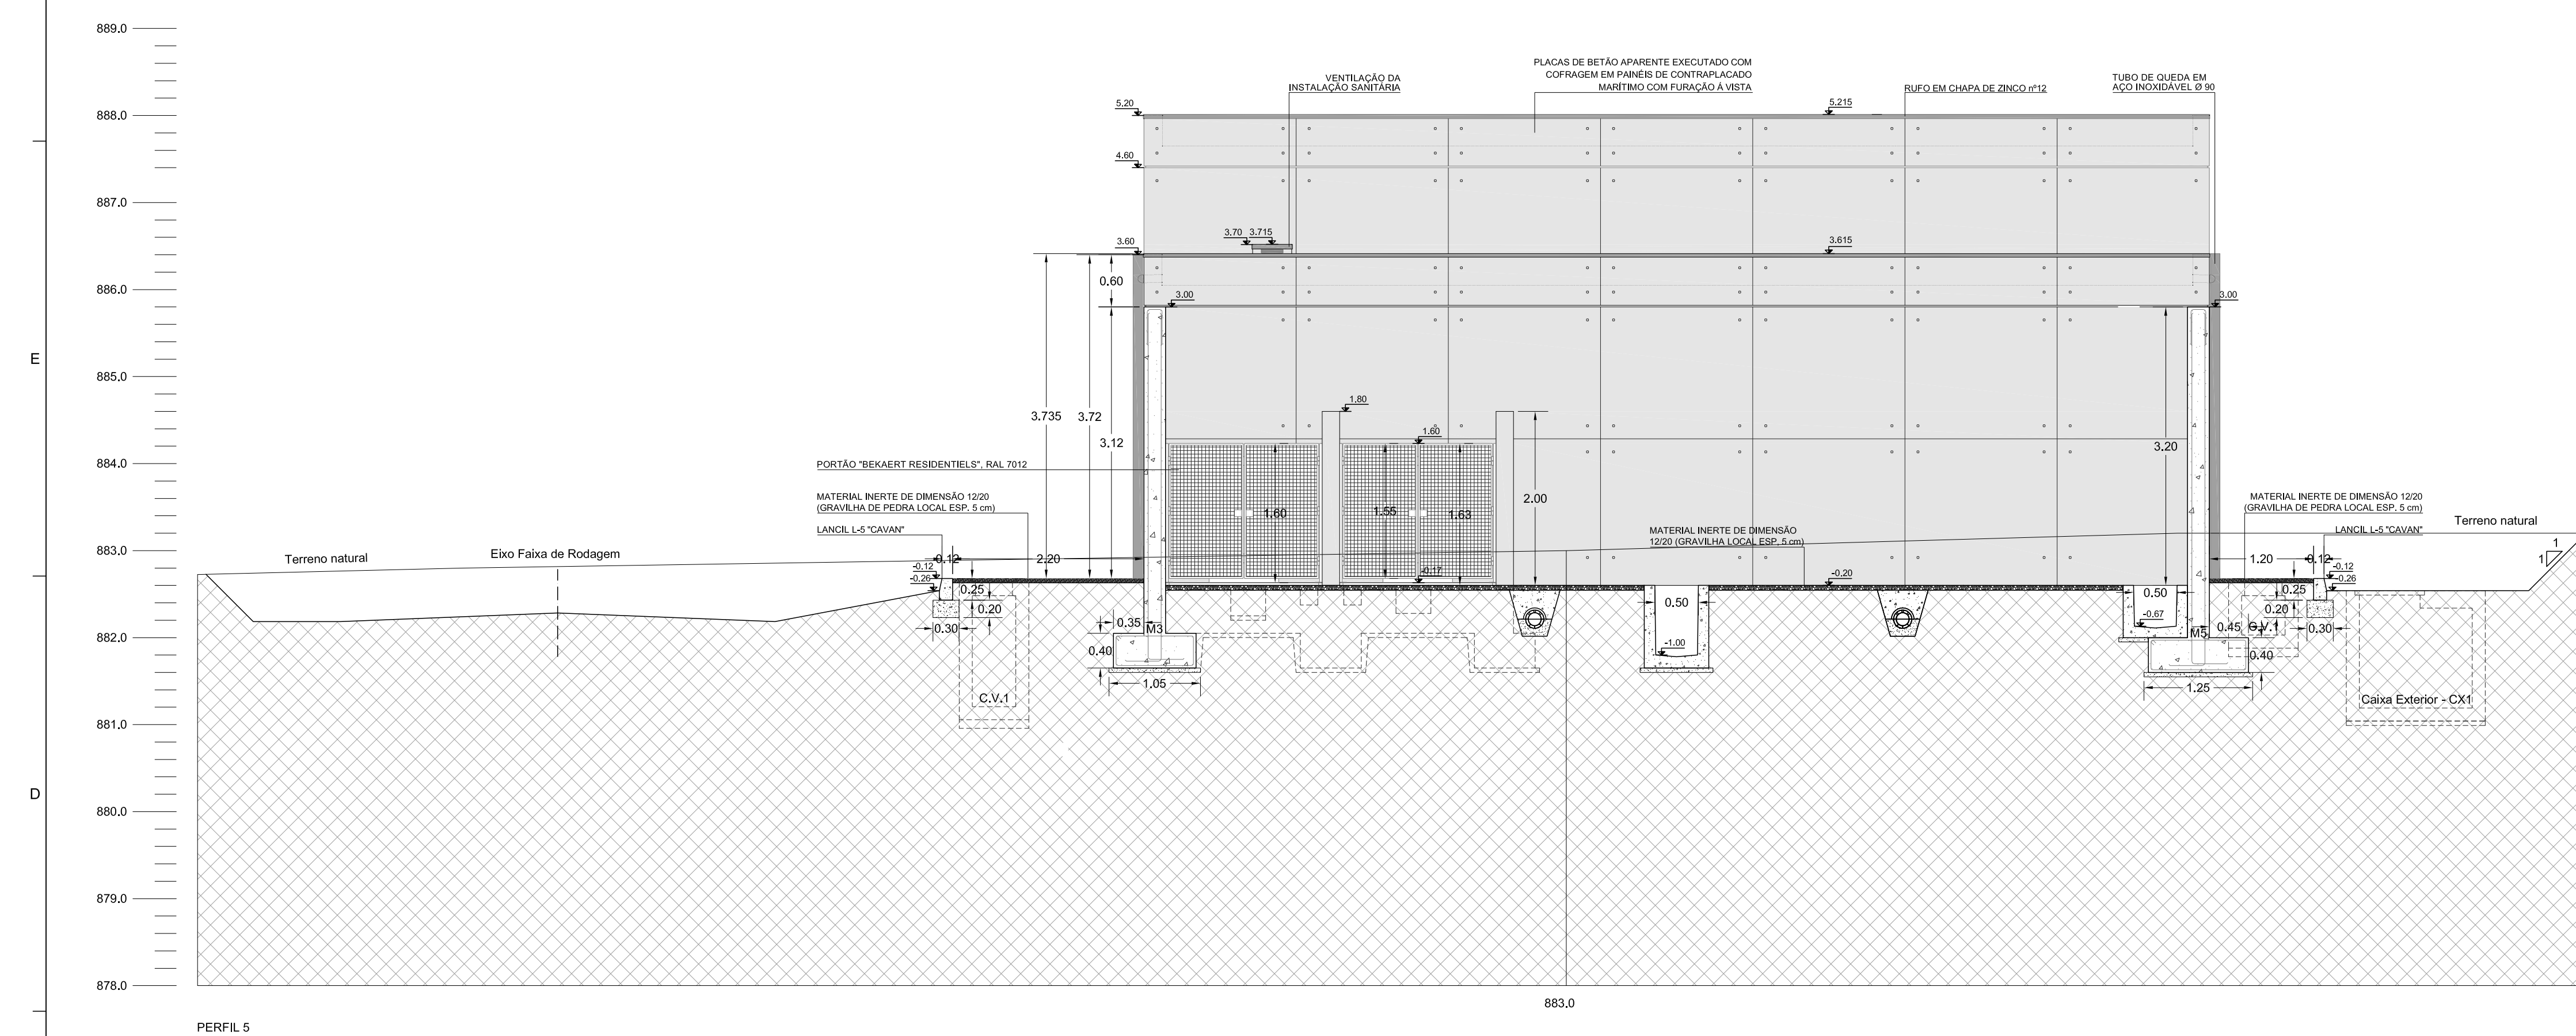 889.0
888.0
887.0
886.0
885.0
884.0
883.0
882.0
881.0
880.0
879.0
878.0
E
D
VENTILAÇÃO DA
INSTALAÇÃO SANITÁRIA
PLACAS DE BETÃO APARENTE EXECUTADO COM
COFRAGEM EM PAINÉIS DE CONTRAPLACADO
MARÍTIMO COM FURAÇÃO Á VISTA
RUFO EM CHAPA DE ZINCO nº12
TUBO DE QUEDA EM
AÇO INOXIDÁVEL Ø 90
5.20
5.215
4.60
3.70
3.715
3.60
3.615
0.60
3.00
3.00
3.735
3.72
3.12
1.80
1.60
3.20
PORTÃO "BEKAERT RESIDENTIELS", RAL 7012
MATERIAL INERTE DE DIMENSÃO 12/20
(GRAVILHA DE PEDRA LOCAL ESP. 5 cm)
LANCIL L-5 "CAVAN"
1.60
1.55
1.63
2.00
MATERIAL INERTE DE DIMENSÃO
12/20 (GRAVILHA LOCAL ESP. 5 cm)
MATERIAL INERTE DE DIMENSÃO 12/20
(GRAVILHA DE PEDRA LOCAL ESP. 5 cm)
LANCIL L-5 "CAVAN"
Terreno natural
Terreno natural
Eixo Faixa de Rodagem
0.12
2.20
-0.12
-0.26
0.25
0.20
0.30
0.35
M3
0.40
1.05
C.V.1
-0.17
-0.20
0.50
-1.00
0.50
-0.67
M5
1.25
1.20
0.12
-0.12
-0.26
0.25
0.20
0.45
C.V.1
0.30
0.40
1
1
Caixa Exterior - CX1
883.0
PERFIL 5